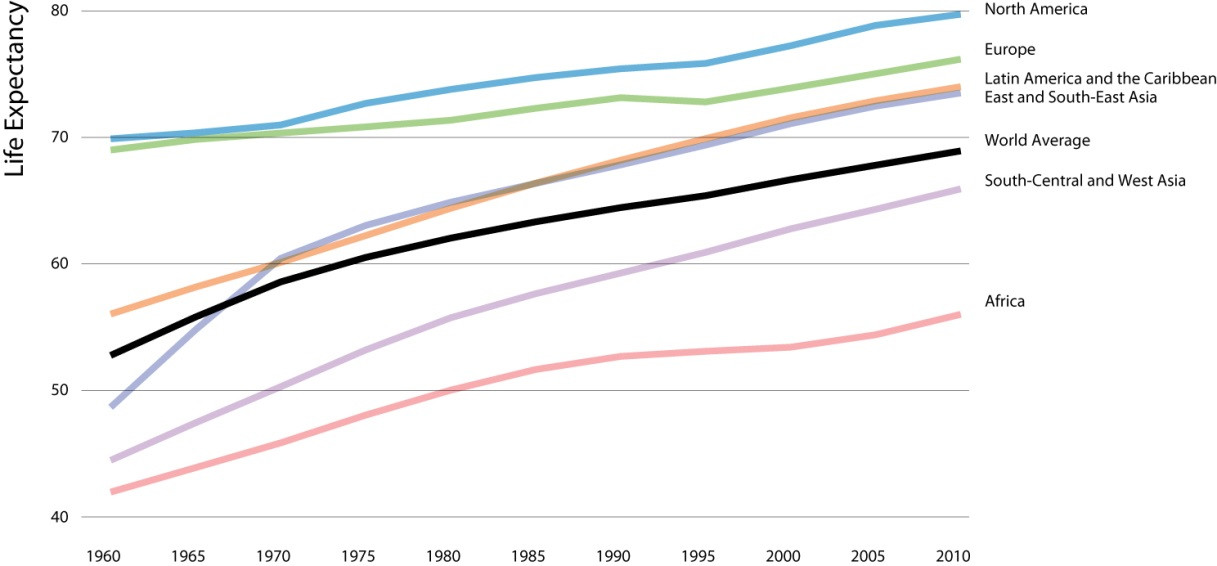 Life Expectancy
80
70
60
50
40
1960 1965 1970 1975 1980 1985 1990 1995 2000 2005 2010
North America
Europe
Latin America and the Caribbean
East and South-East Asia
World Average
South-Central and West Asia
Africa